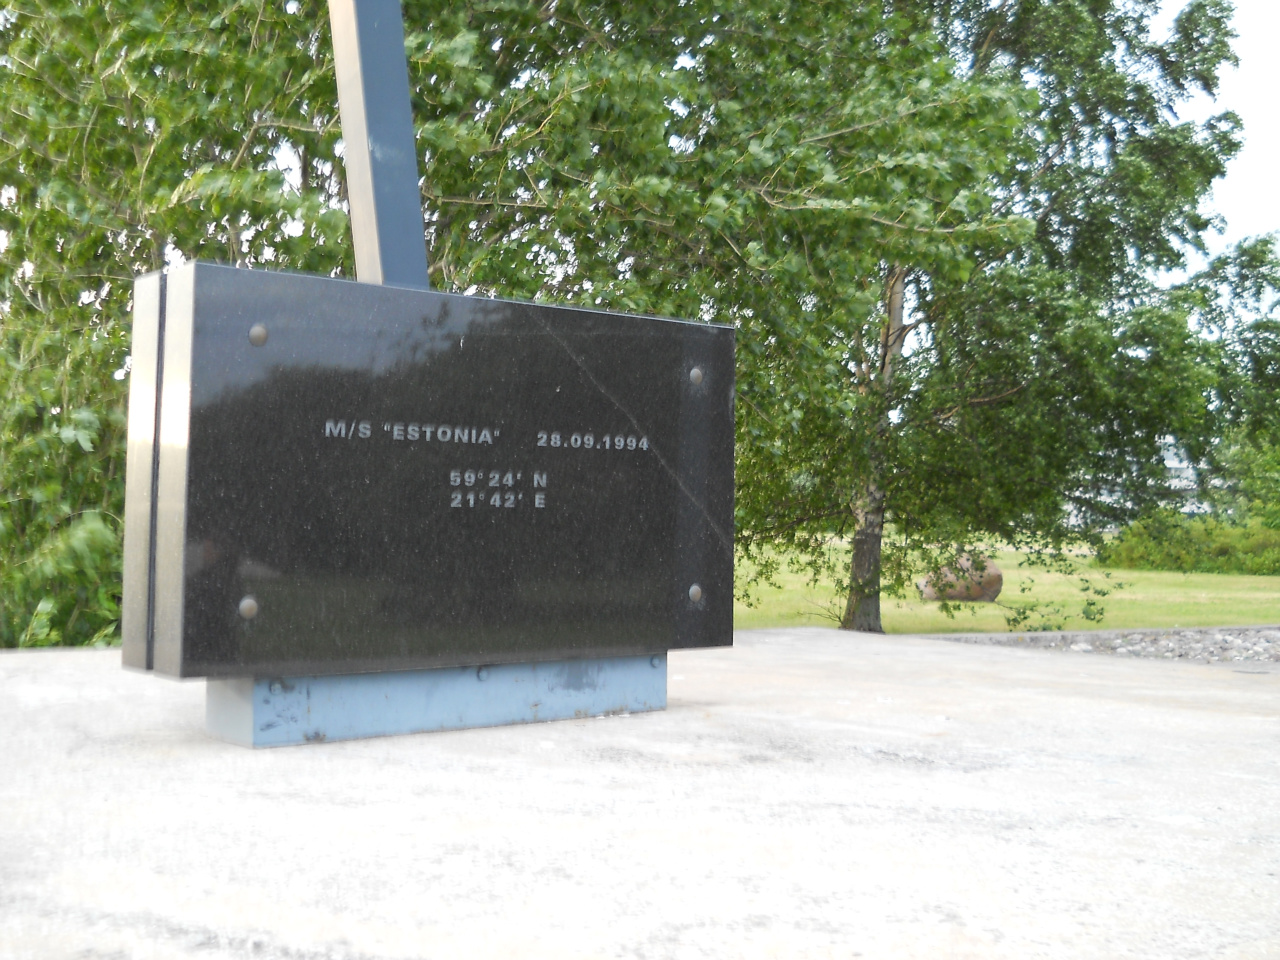 M/S "ESTONIA" 28.09.1994
59° 24' N
21° 42' E